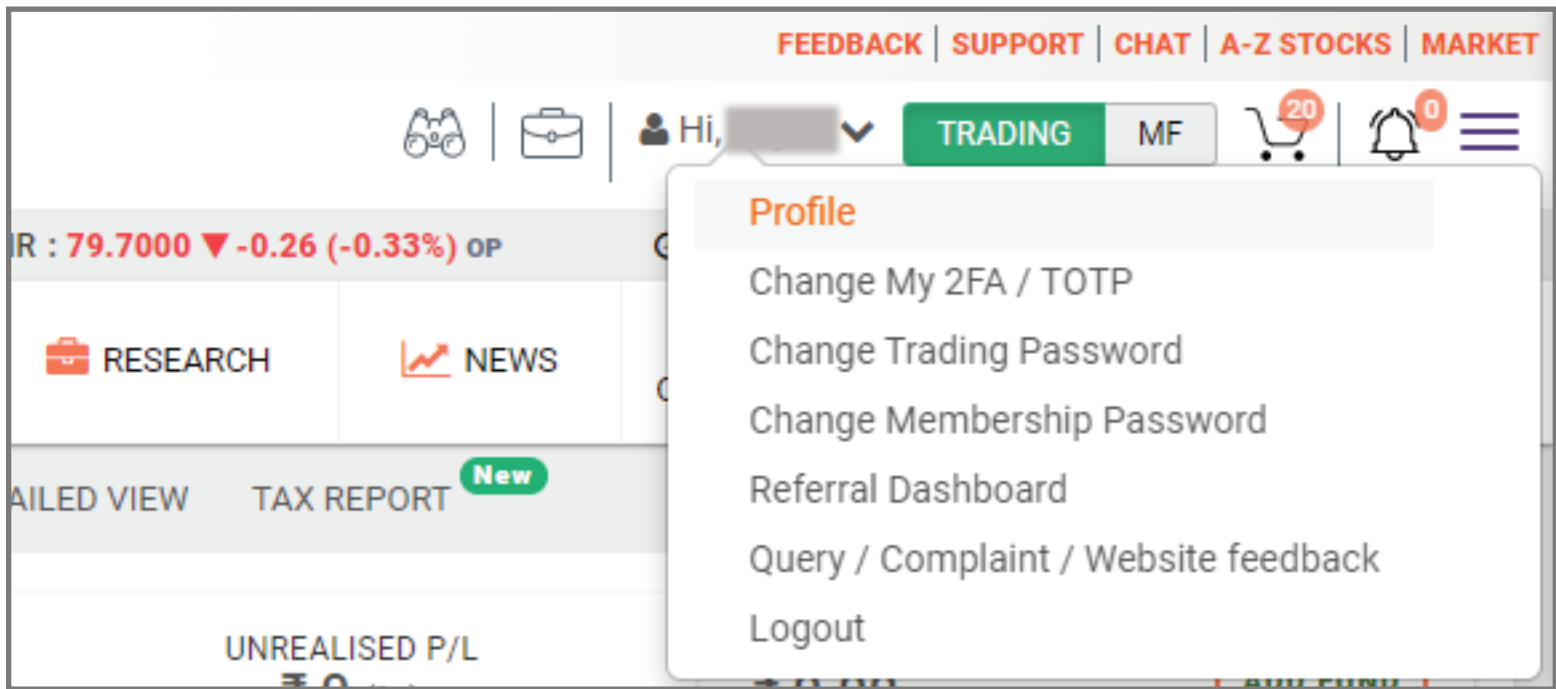 FEEDBACK | SUPPORT | CHAT | A-Z STOCKS | MARKET
Hi,
TRADING MF 20 0
Profile
79.7000 ▼ -0.26 (-0.33%) OP
Change My 2FA / TOTP
RESEARCH NEWS
Change Trading Password
Change Membership Password
VIEW TAX REPORT New
Referral Dashboard
Query / Complaint / Website feedback
Logout
UNREALISED P/L